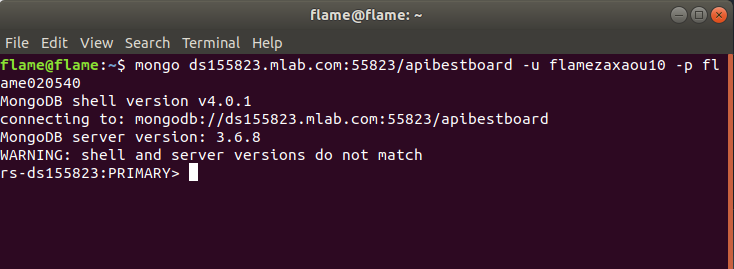 flame@flame: ~
File Edit View Search Terminal Help
flame@flame:~$ mongo ds155823.mlab.com:55823/apibestboard -u flamezaxaou10 -p fl
ame020540
MongoDB shell version v4.0.1
connecting to: mongodb://ds155823.mlab.com:55823/apibestboard
MongoDB server version: 3.6.8
WARNING: shell and server versions do not match
rs-ds155823:PRIMARY>